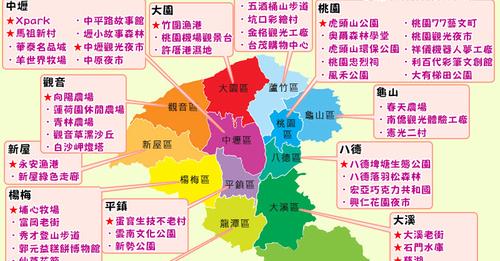 中壢
★Xpark
★馬祖新村
• 華泰名品城
• 羊世界牧場
• 中平路故事館
• 壢小故事森林
★中壢觀光夜市
• 中原夜市
大園
★竹圍漁港
• 桃園機場觀景台
• 許厝港濕地
• 五酒桶山步道
• 坑口彩繪村
• 金格觀光工廠
• 台茂購物中心
桃園
★虎頭山公園
• 奧爾森林學堂
• 虎頭山環保公園
• 桃園忠烈祠
• 風禾公園
• 桃園77藝文町
• 桃園觀光夜市
• 祥儀機器人夢工廠
• 利百代彩筆文創館
• 大有梯田公園
觀音
★向陽農場
• 蓮荷園休閒農場
• 青林農場
• 觀音草漯沙丘
• 白沙岬燈塔
龜山
• 春天農場
• 南僑觀光體驗工廠
• 憲光二村
新屋
★永安漁港
• 新屋綠色走廊
八德
★八德埤塘生態公園
• 八德落羽松森林
• 宏亞巧克力共和國
• 興仁花園夜市
楊梅
★埔心牧場
• 富岡老街
• 秀才登山步道
• 郭元益糕餅博物館
平鎮
★蛋寶生技不老村
• 雲南文化公園
• 新勢公園
大溪
★大溪老街
★石門水庫
★慈湖
大園區
蘆竹區
觀音區
桃園區
龜山區
中壢區
新屋區
八德區
楊梅區
平鎮區
大溪區
龍潭區